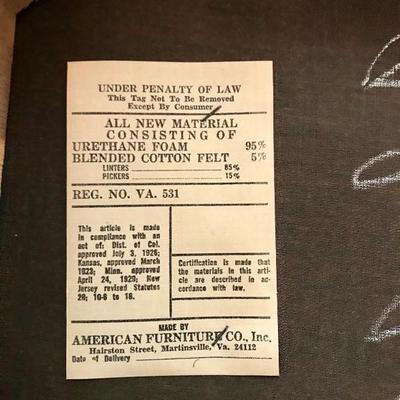 UNDER PENALTY OF LAW
This Tag Not To Be Removed
Except By Consumer
ALL NEW MATERIAL
CONSISTING OF
URETHANE FOAM 95%
BLENDED COTTON FELT 5%
LINTERS 85%
PICKERS 15%
REG. NO. VA. 531
This article is made
in compliance with an
act of: Dist. of Col.
approved July 3, 1926;
Kansas, approved March
1923; Minn. approved
April 24, 1929; New
Jersey revised Statutes
26; 10-6 to 18.
Certification is made that
the materials in this arti-
cle are described in ac-
cordance with law.
MADE BY
AMERICAN FURNITURE CO., Inc.
Hairston Street, Martinsville, Va. 24112
Date of Delivery